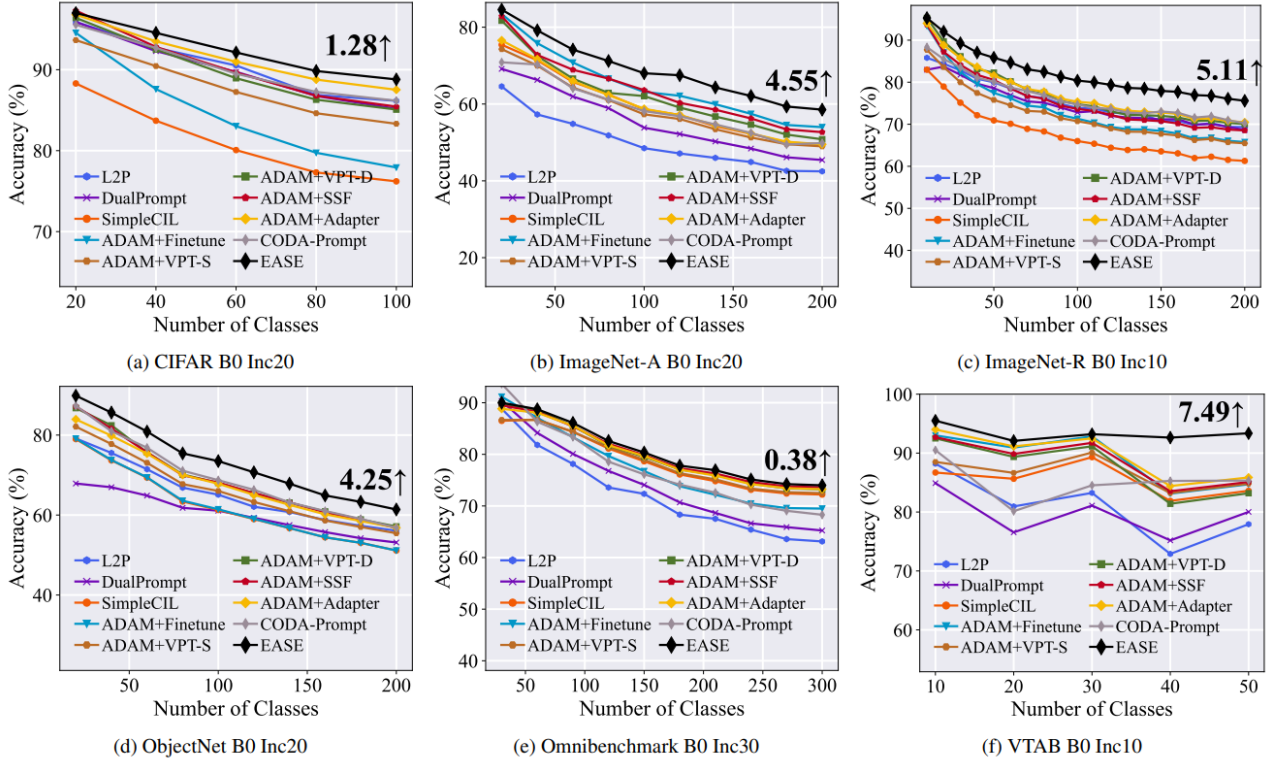 1.28↑
Accuracy (%)
90
80
70
L2P
DualPrompt
SimpleCIL
ADAM+Finetune
ADAM+VPT-S
ADAM+VPT-D
ADAM+SSF
ADAM+Adapter
CODA-Prompt
EASE
20 40 60 80 100
Number of Classes
(a) CIFAR B0 Inc20
4.55↑
Accuracy (%)
80
60
40
20
L2P
DualPrompt
SimpleCIL
ADAM+Finetune
ADAM+VPT-S
ADAM+VPT-D
ADAM+SSF
ADAM+Adapter
CODA-Prompt
EASE
50 100 150 200
Number of Classes
(b) ImageNet-A B0 Inc20
5.11↑
Accuracy (%)
90
80
70
60
50
40
L2P
DualPrompt
SimpleCIL
ADAM+Finetune
ADAM+VPT-S
ADAM+VPT-D
ADAM+SSF
ADAM+Adapter
CODA-Prompt
EASE
50 100 150 200
Number of Classes
(c) ImageNet-R B0 Inc10
4.25↑
Accuracy (%)
80
60
40
L2P
DualPrompt
SimpleCIL
ADAM+Finetune
ADAM+VPT-S
ADAM+VPT-D
ADAM+SSF
ADAM+Adapter
CODA-Prompt
EASE
50 100 150 200
Number of Classes
(d) ObjectNet B0 Inc20
0.38↑
Accuracy (%)
90
80
70
60
50
40
L2P
DualPrompt
SimpleCIL
ADAM+Finetune
ADAM+VPT-S
ADAM+VPT-D
ADAM+SSF
ADAM+Adapter
CODA-Prompt
EASE
50 100 150 200 250 300
Number of Classes
(e) Omnibenchmark B0 Inc30
7.49↑
Accuracy (%)
100
90
80
70
60
L2P
DualPrompt
SimpleCIL
ADAM+Finetune
ADAM+VPT-S
ADAM+VPT-D
ADAM+SSF
ADAM+Adapter
CODA-Prompt
EASE
10 20 30 40 50
Number of Classes
(f) VTAB B0 Inc10